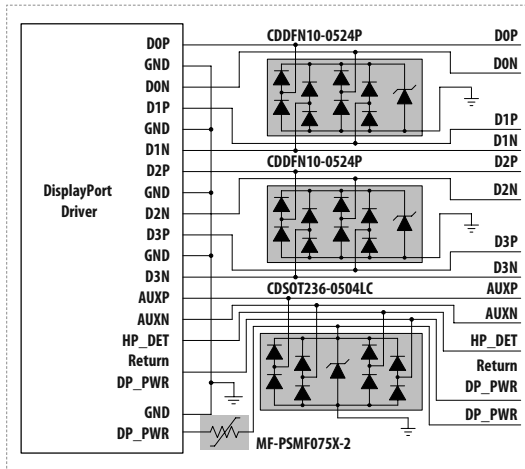 CDDFN10-0524P
D0P
D0P
GND
D0N
D0N
D1P
D1P
GND
D1N
D1N
CDDFN10-0524P
D2P
D2P
DisplayPort
Driver
GND
D2N
D2N
D3P
D3P
GND
D3N
D3N
CDSOT236-0504LC
AUXP
AUXP
AUXN
AUXN
HP_DET
HP_DET
Return
Return
DP_PWR
DP_PWR
GND
DP_PWR
DP_PWR
MF-PSMF075X-2